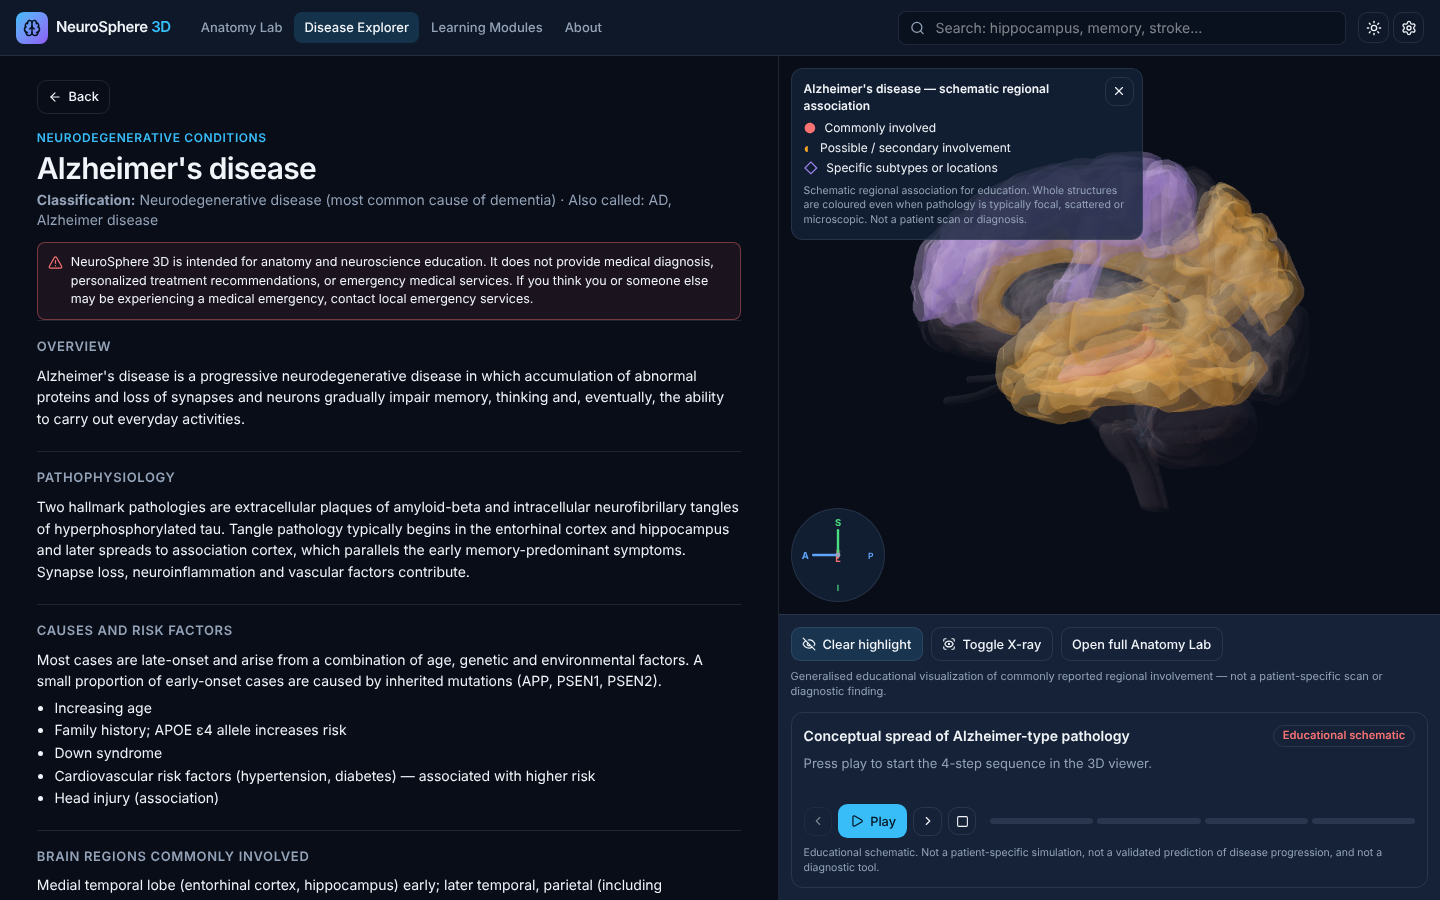 NeuroSphere 3D
Anatomy Lab
Disease Explorer
Learning Modules
About
Search: hippocampus, memory, stroke…
Back
NEURODEGENERATIVE CONDITIONS
Alzheimer's disease
Classification: Neurodegenerative disease (most common cause of dementia) · Also called: AD,
Alzheimer disease
NeuroSphere 3D is intended for anatomy and neuroscience education. It does not provide medical diagnosis,
personalized treatment recommendations, or emergency medical services. If you think you or someone else
may be experiencing a medical emergency, contact local emergency services.
OVERVIEW
Alzheimer's disease is a progressive neurodegenerative disease in which accumulation of abnormal
proteins and loss of synapses and neurons gradually impair memory, thinking and, eventually, the ability
to carry out everyday activities.
PATHOPHYSIOLOGY
Two hallmark pathologies are extracellular plaques of amyloid-beta and intracellular neurofibrillary tangles
of hyperphosphorylated tau. Tangle pathology typically begins in the entorhinal cortex and hippocampus
and later spreads to association cortex, which parallels the early memory-predominant symptoms.
Synapse loss, neuroinflammation and vascular factors contribute.
CAUSES AND RISK FACTORS
Most cases are late-onset and arise from a combination of age, genetic and environmental factors. A
small proportion of early-onset cases are caused by inherited mutations (APP, PSEN1, PSEN2).
Increasing age
Family history; APOE ε4 allele increases risk
Down syndrome
Cardiovascular risk factors (hypertension, diabetes) — associated with higher risk
Head injury (association)
BRAIN REGIONS COMMONLY INVOLVED
Medial temporal lobe (entorhinal cortex, hippocampus) early; later temporal, parietal (including
Alzheimer's disease — schematic regional
association
Commonly involved
Possible / secondary involvement
Specific subtypes or locations
Schematic regional association for education. Whole structures
are coloured even when pathology is typically focal, scattered or
microscopic. Not a patient scan or diagnosis.
S
A
L
P
I
Clear highlight
Toggle X-ray
Open full Anatomy Lab
Generalised educational visualization of commonly reported regional involvement — not a patient-specific scan or
diagnostic finding.
Conceptual spread of Alzheimer-type pathology
Educational schematic
Press play to start the 4-step sequence in the 3D viewer.
Play
Educational schematic. Not a patient-specific simulation, not a validated prediction of disease progression, and not a
diagnostic tool.